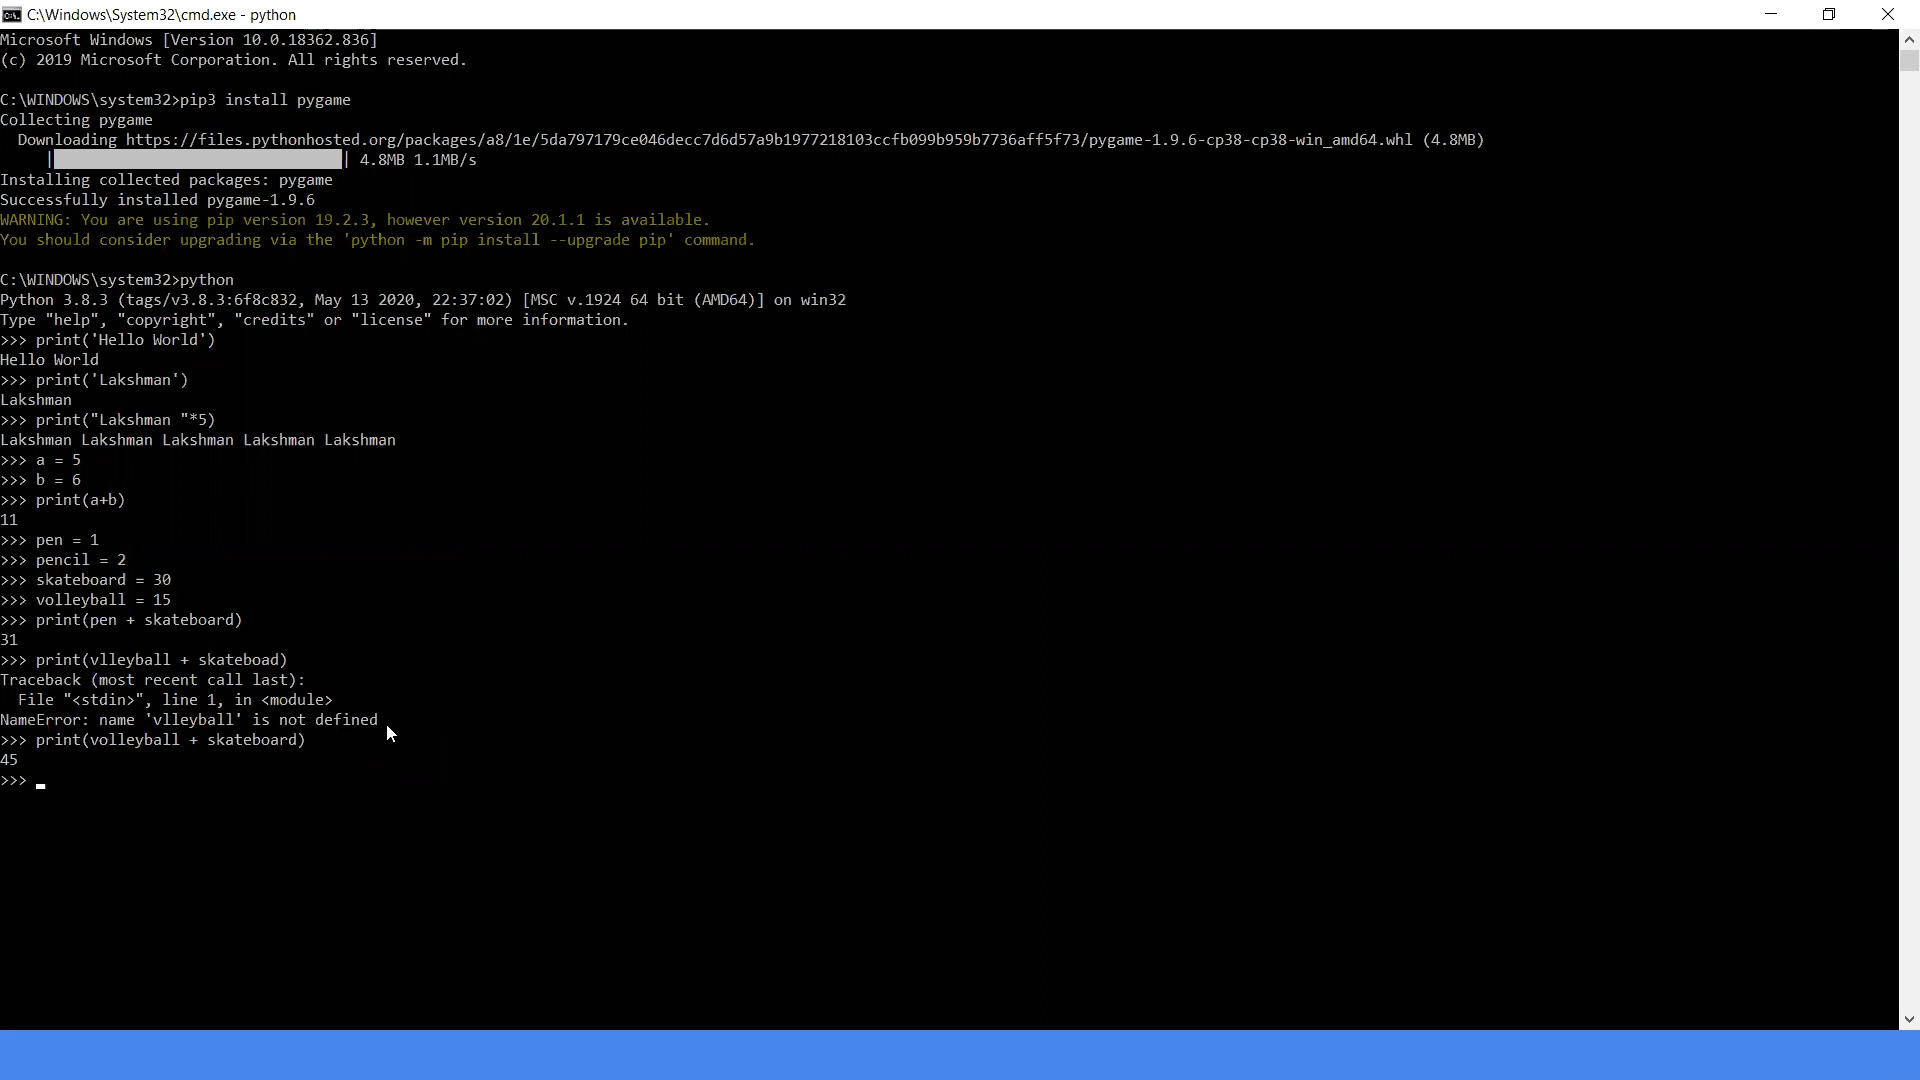 C:\Windows\System32\cmd.exe - python
Microsoft Windows [Version 10.0.18362.836]
(c) 2019 Microsoft Corporation. All rights reserved.
C:\WINDOWS\system32>pip3 install pygame
Collecting pygame
  Downloading https://files.pythonhosted.org/packages/a8/1e/5da797179ce046decc7d6d57a9b1977218103ccfb099b959b7736aff5f73/pygame-1.9.6-cp38-cp38-win_amd64.whl (4.8MB)
     |████████████████████████████████| 4.8MB 1.1MB/s
Installing collected packages: pygame
Successfully installed pygame-1.9.6
WARNING: You are using pip version 19.2.3, however version 20.1.1 is available.
You should consider upgrading via the 'python -m pip install --upgrade pip' command.
C:\WINDOWS\system32>python
Python 3.8.3 (tags/v3.8.3:6f8c832, May 13 2020, 22:37:02) [MSC v.1924 64 bit (AMD64)] on win32
Type "help", "copyright", "credits" or "license" for more information.
>>> print('Hello World')
Hello World
>>> print('Lakshman')
Lakshman
>>> print("Lakshman "*5)
Lakshman Lakshman Lakshman Lakshman Lakshman
>>> a = 5
>>> b = 6
>>> print(a+b)
11
>>> pen = 1
>>> pencil = 2
>>> skateboard = 30
>>> volleyball = 15
>>> print(pen + skateboard)
31
>>> print(vlleyball + skateboad)
Traceback (most recent call last):
  File "<stdin>", line 1, in <module>
NameError: name 'vlleyball' is not defined
>>> print(volleyball + skateboard)
45
>>>